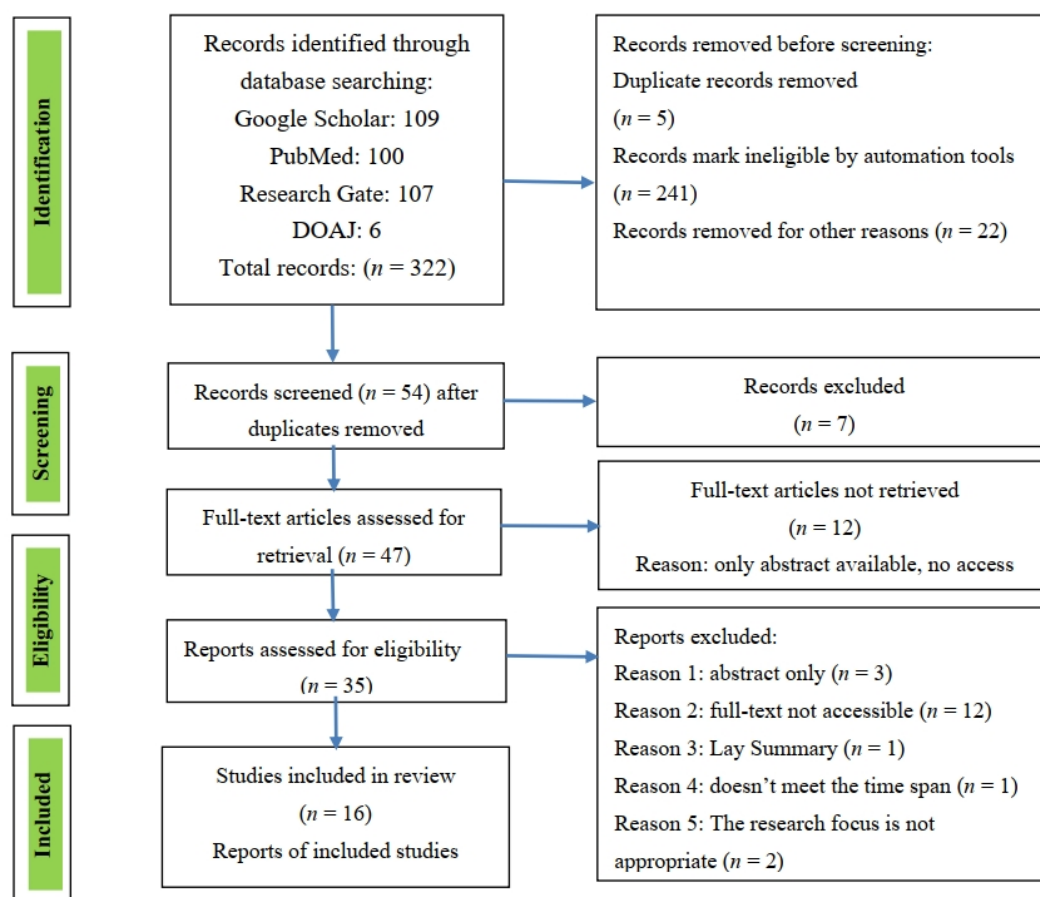 Identification
Records identified through
database searching:
Google Scholar: 109
PubMed: 100
Research Gate: 107
DOAJ: 6
Total records: (n = 322)
Records removed before screening:
Duplicate records removed
(n = 5)
Records mark ineligible by automation tools
(n = 241)
Records removed for other reasons (n = 22)
Screening
Records screened (n = 54) after
duplicates removed
Records excluded
(n = 7)
Full-text articles assessed for
retrieval (n = 47)
Full-text articles not retrieved
(n = 12)
Reason: only abstract available, no access
Eligibility
Reports assessed for eligibility
(n = 35)
Reports excluded:
Reason 1: abstract only (n = 3)
Reason 2: full-text not accessible (n = 12)
Reason 3: Lay Summary (n = 1)
Reason 4: doesn't meet the time span (n = 1)
Reason 5: The research focus is not
appropriate (n = 2)
Included
Studies included in review
(n = 16)
Reports of included studies